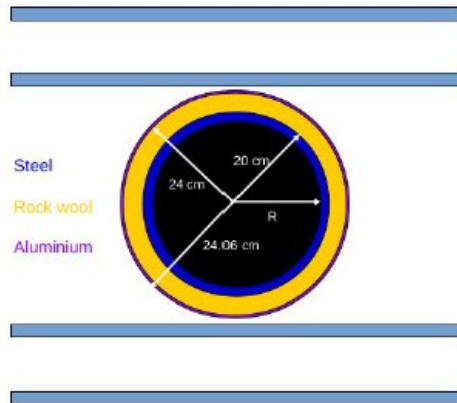 Steel
20 cm
24 cm
Rock wool
R
Aluminium
24.06 cm